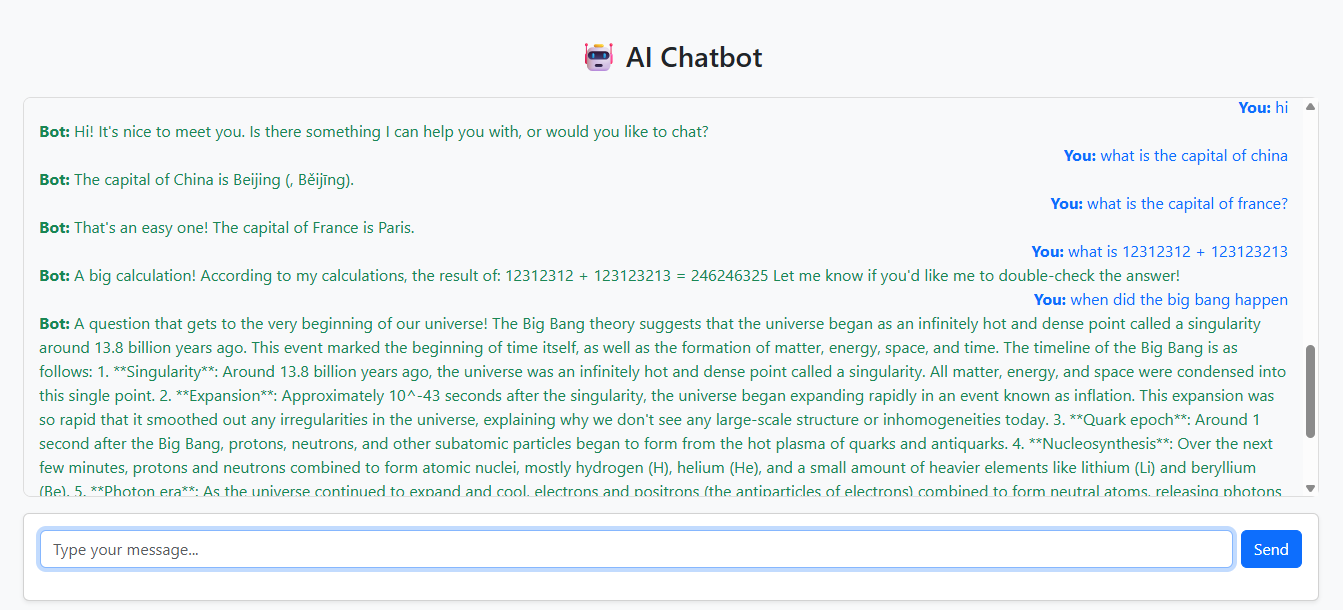 AI Chatbot
You: hi
Bot: Hi! It's nice to meet you. Is there something I can help you with, or would you like to chat?
You: what is the capital of china
Bot: The capital of China is Beijing (, Běijīng).
You: what is the capital of france?
Bot: That's an easy one! The capital of France is Paris.
You: what is 12312312 + 123123213
Bot: A big calculation! According to my calculations, the result of: 12312312 + 123123213 = 246246325 Let me know if you'd like me to double-check the answer!
You: when did the big bang happen
Bot: A question that gets to the very beginning of our universe! The Big Bang theory suggests that the universe began as an infinitely hot and dense point called a singularity
around 13.8 billion years ago. This event marked the beginning of time itself, as well as the formation of matter, energy, space, and time. The timeline of the Big Bang is as
follows: 1. **Singularity**: Around 13.8 billion years ago, the universe was an infinitely hot and dense point called a singularity. All matter, energy, and space were condensed into
this single point. 2. **Expansion**: Approximately 10^-43 seconds after the singularity, the universe began expanding rapidly in an event known as inflation. This expansion was
so rapid that it smoothed out any irregularities in the universe, explaining why we don't see any large-scale structure or inhomogeneities today. 3. **Quark epoch**: Around 1
second after the Big Bang, protons, neutrons, and other subatomic particles began to form from the hot plasma of quarks and antiquarks. 4. **Nucleosynthesis**: Over the next
few minutes, protons and neutrons combined to form atomic nuclei, mostly hydrogen (H), helium (He), and a small amount of heavier elements like lithium (Li) and beryllium
(Be). 5. **Photon era**: As the universe continued to expand and cool, electrons and positrons (the antiparticles of electrons) combined to form neutral atoms, releasing photons
Type your message...
Send